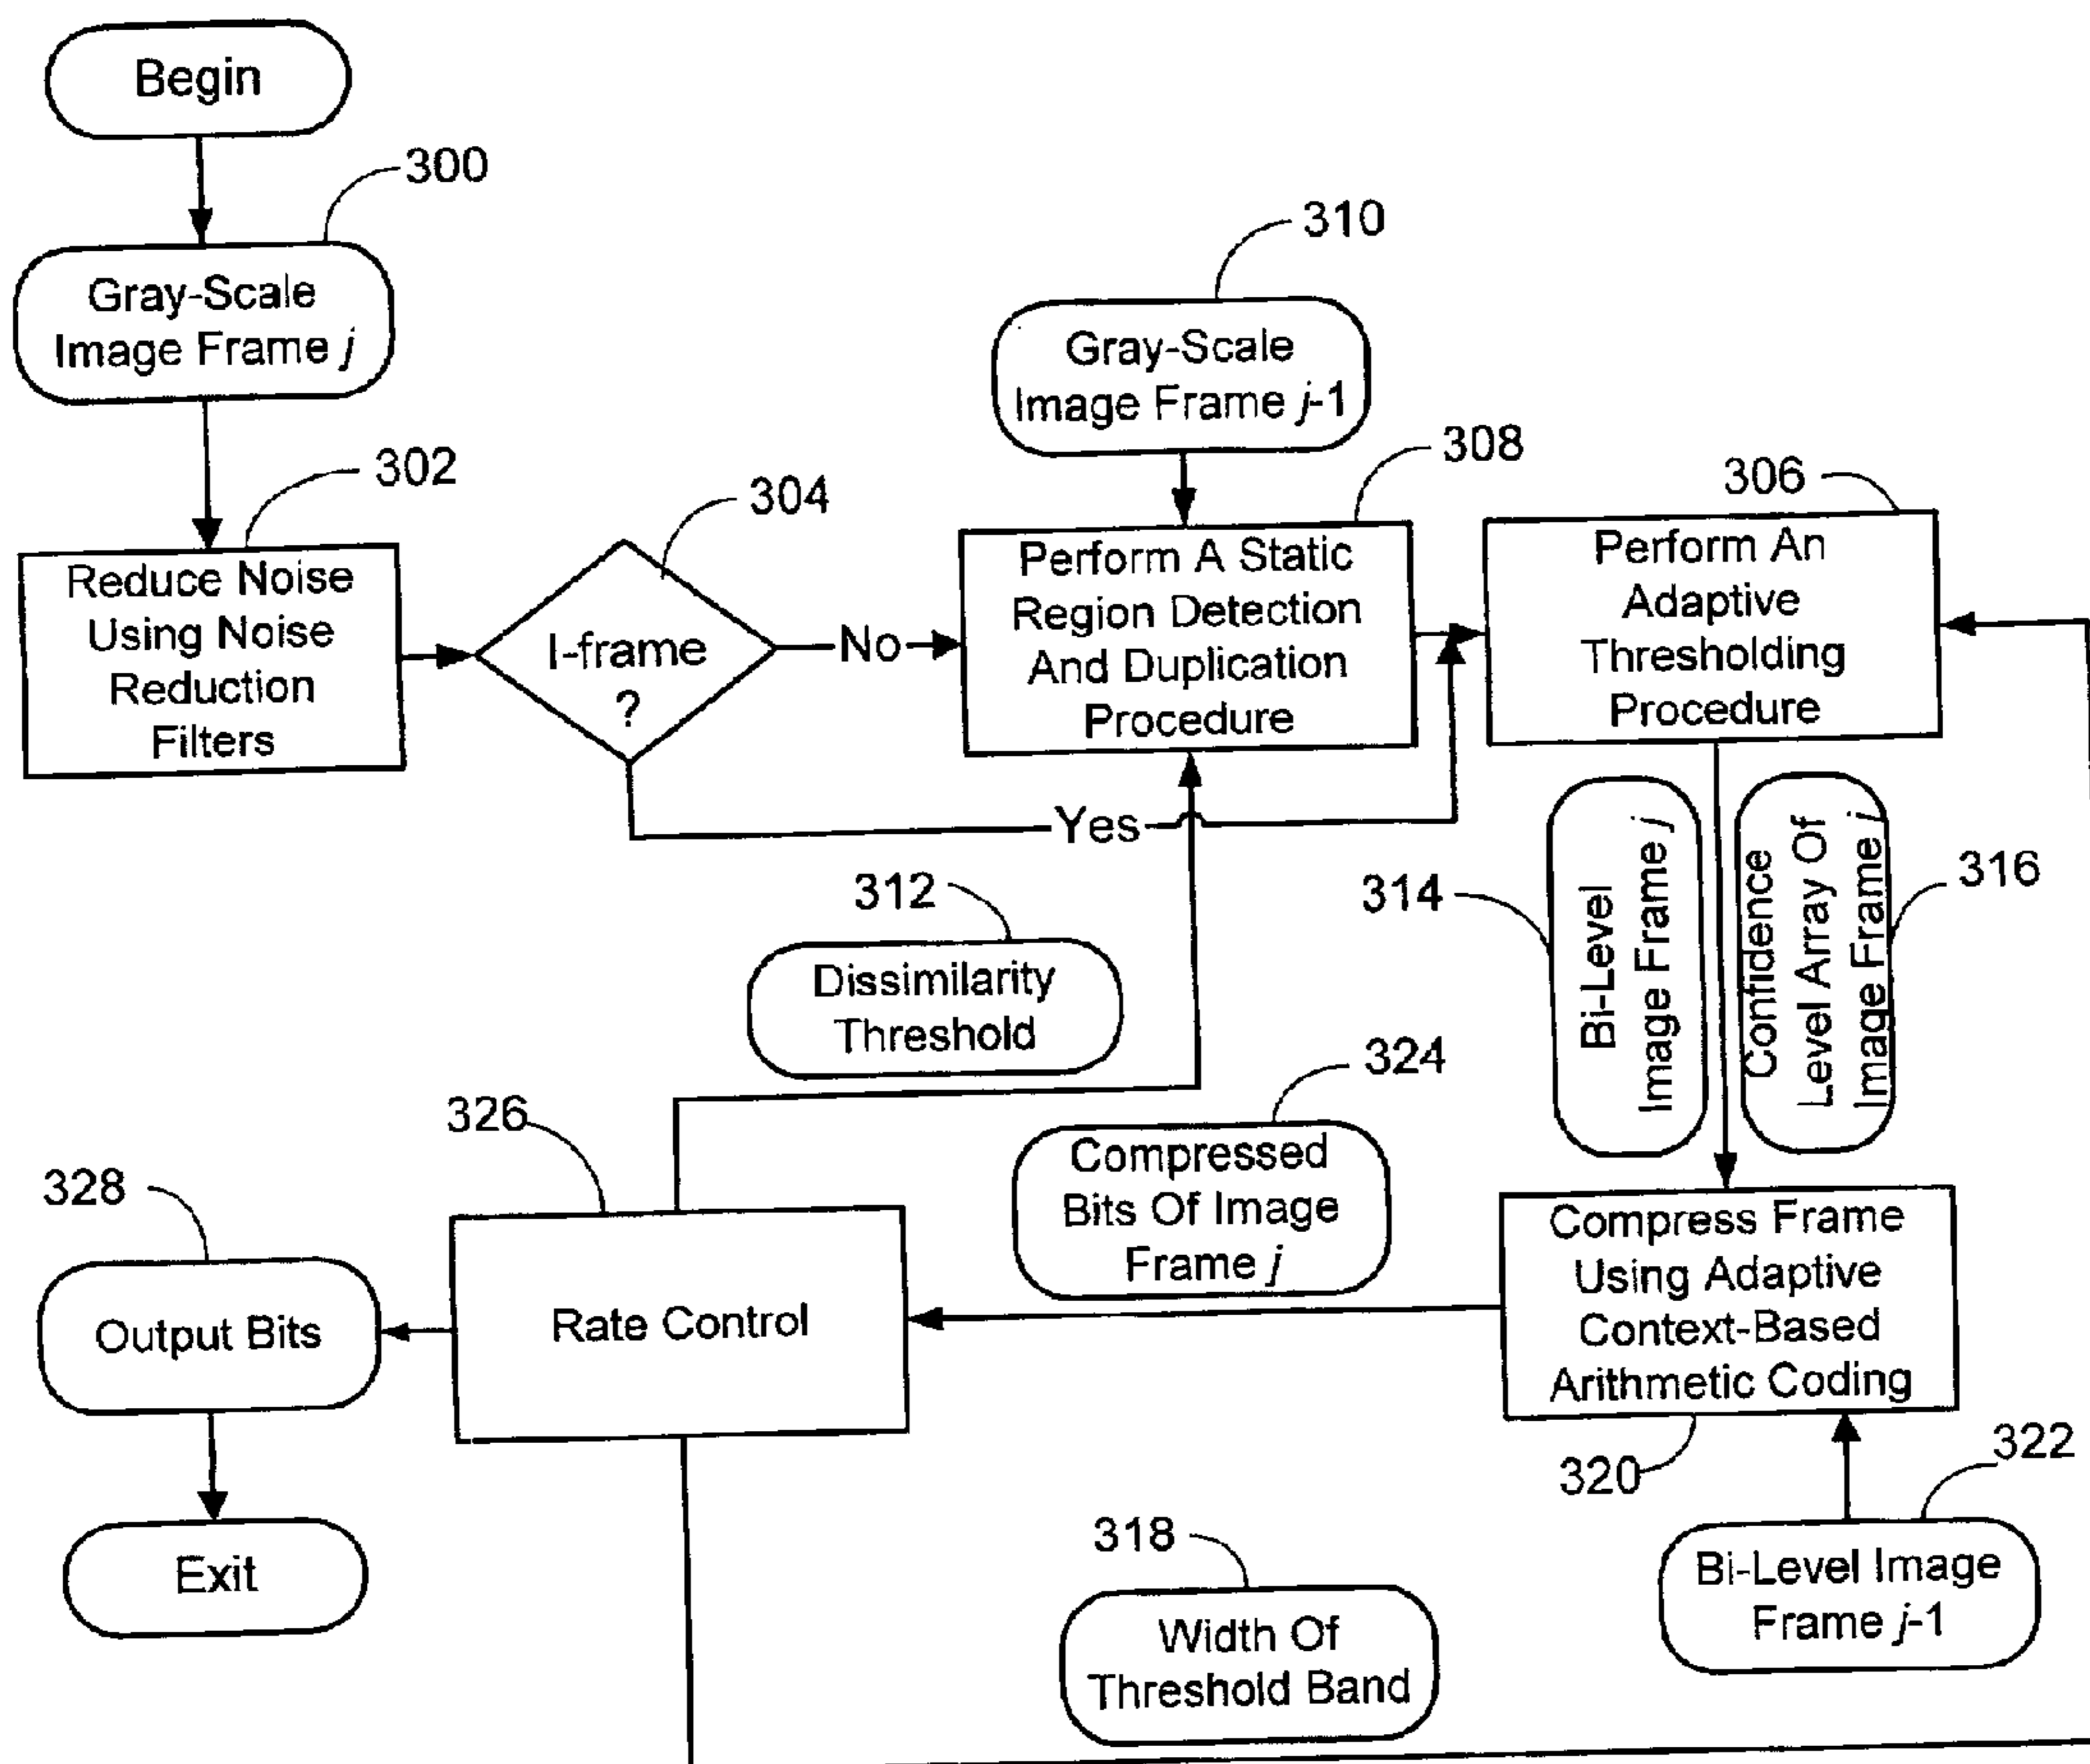 Begin
300
Gray-Scale
Image Frame j
310
Gray-Scale
Image Frame j-1
302
304
308
306
Reduce Noise
Using Noise
Reduction
Filters
I-frame
?
No
Perform A Static
Region Detection
And Duplication
Procedure
Perform An
Adaptive
Thresholding
Procedure
Yes
312
Dissimilarity
Threshold
314
Bi-Level
Image Frame j
Confidence
Level Array Of
Image Frame j
316
324
Compressed
Bits Of Image
Frame j
326
328
Output Bits
Rate Control
Compress Frame
Using Adaptive
Context-Based
Arithmetic Coding
320
322
Exit
318
Width Of
Threshold Band
Bi-Level Image
Frame j-1